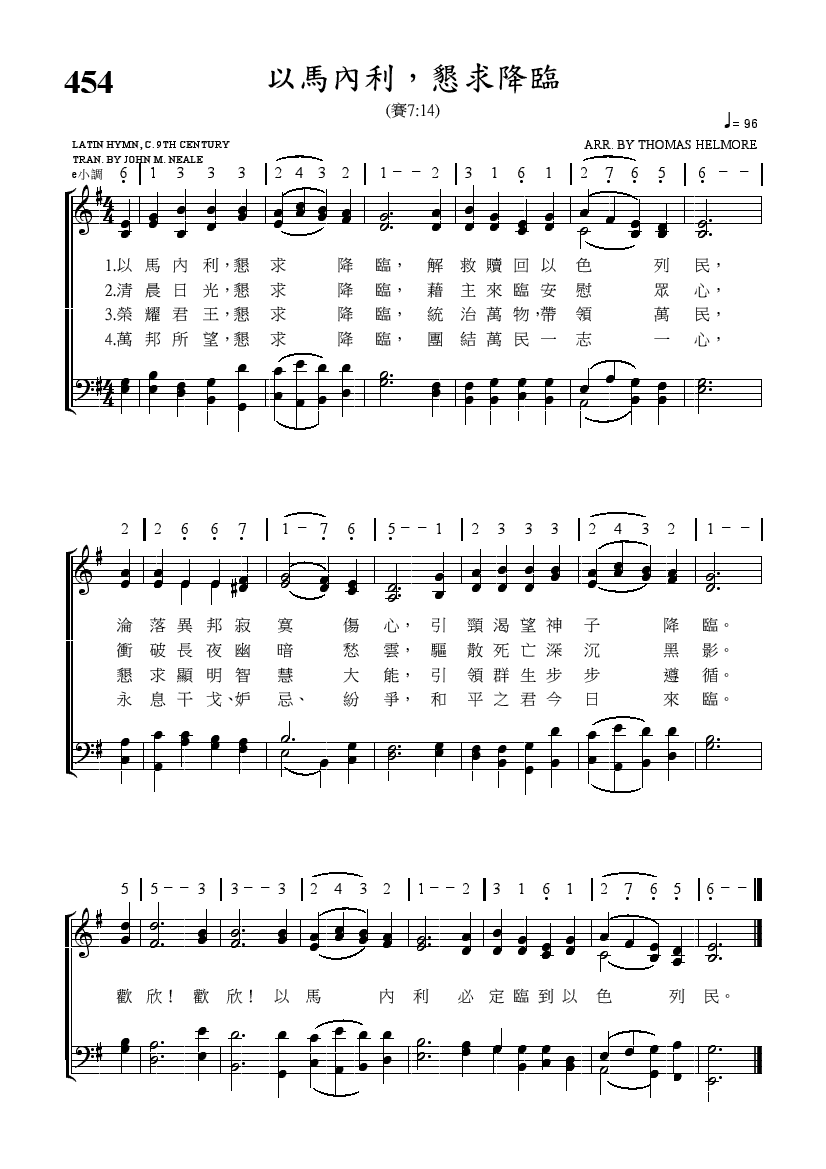 454
以馬內利，懇求降臨
(賽7:14)
♩= 96
LATIN HYMN, C. 9TH CENTURY
TRAN. BY JOHN M. NEALE
ARR. BY THOMAS HELMORE
e小調 6̣ | 1 3 3 3 | 2 4 3 2 | 1 - - 2 | 3 1 6̣ 1 | 2 7̣ 6̣ 5̣ | 6̣ - - |
1.以馬內利，懇求降臨，解救贖回以色列民，
2.清晨日光，懇求降臨，藉主來臨安慰眾心，
3.榮耀君王，懇求降臨，統治萬物，帶領萬民，
4.萬邦所望，懇求降臨，團結萬民一志一心，
2 | 2 6̣ 6̣ 7̣ | 1 - 7̣ 6̣ | 5̣ - - 1 | 2 3 3 3 | 2 4 3 2 | 1 - - |
淪落異邦寂寞傷心，引頸渴望神子降臨。
衝破長夜幽暗愁雲，驅散死亡深沉黑影。
懇求顯明智慧大能，引領群生步步遵循。
永息干戈、妒忌、紛爭，和平之君今日來臨。
5 | 5 - - 3 | 3 - - 3 | 2 4 3 2 | 1 - - 2 | 3 1 6̣ 1 | 2 7̣ 6̣ 5̣ | 6̣ - - ‖
歡欣！歡欣！以馬內利必定臨到以色列民。